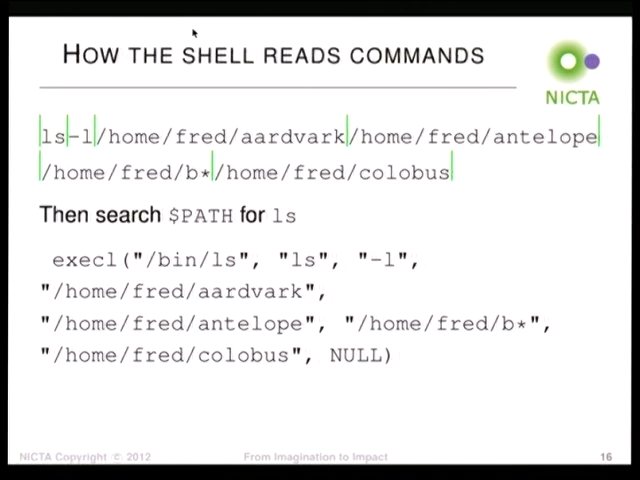 HOW THE SHELL READS COMMANDS
NICTA
ls -l /home/fred/aardvark /home/fred/antelope
/home/fred/b* /home/fred/colobus
Then search $PATH for ls
execl("/bin/ls", "ls", "-l",
"/home/fred/aardvark",
"/home/fred/antelope", "/home/fred/b*",
"/home/fred/colobus", NULL)
NICTA Copyright © 2012 From Imagination to Impact 16